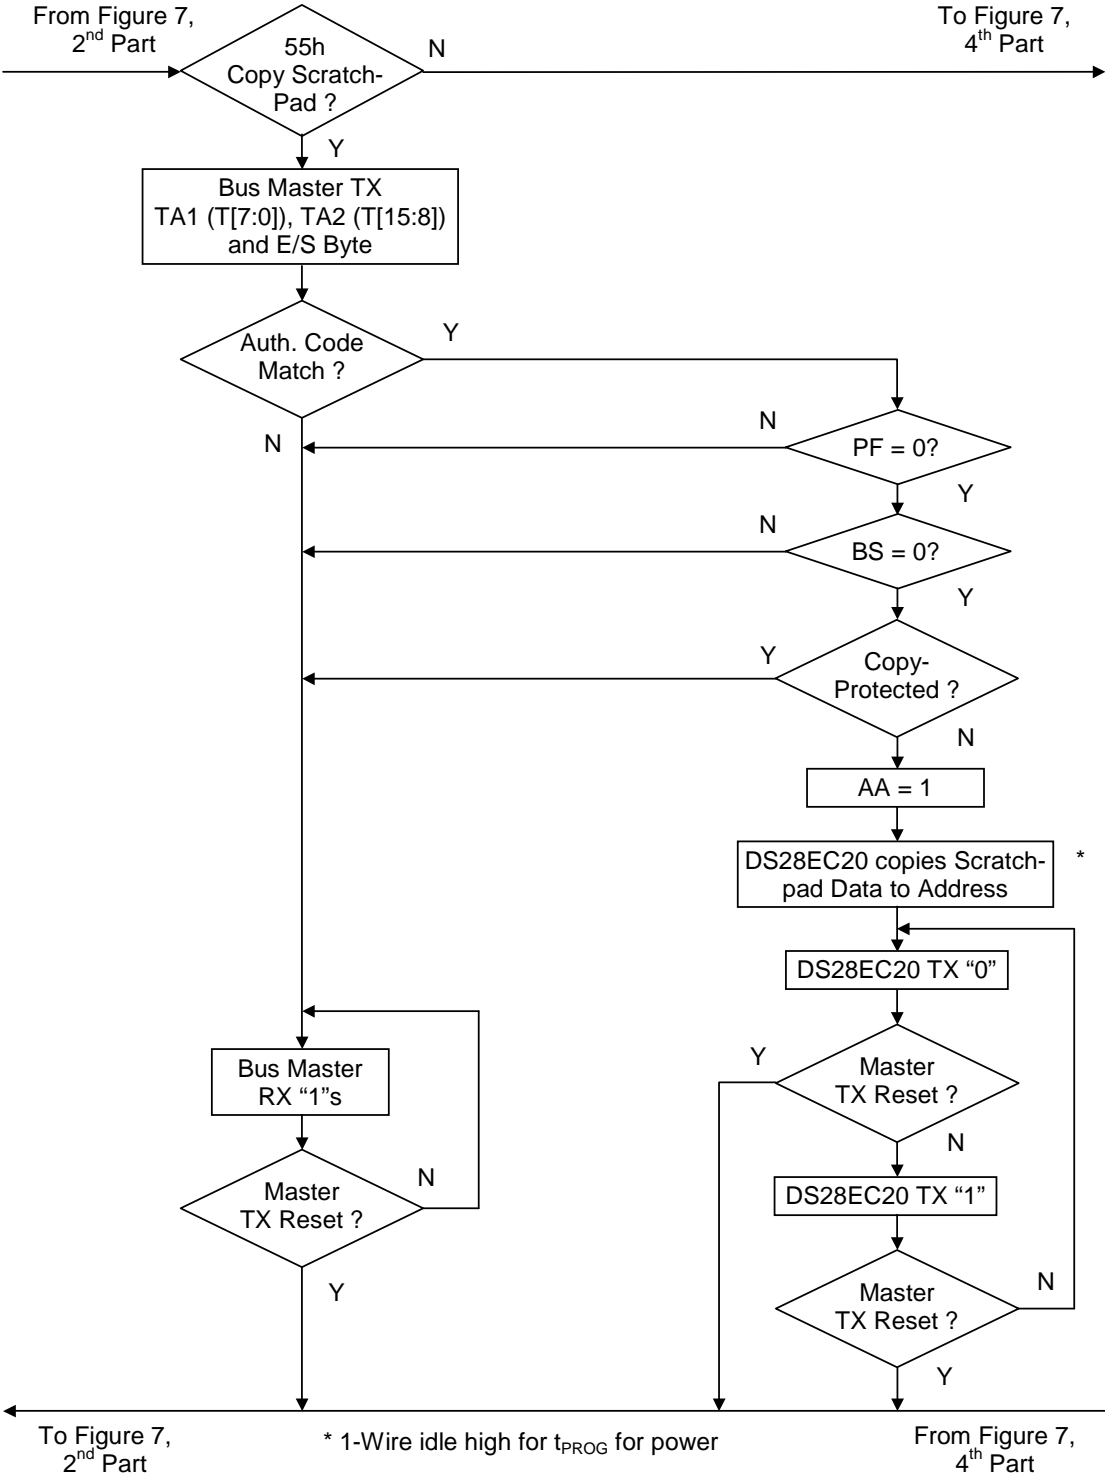 From Figure 7,
2nd Part
To Figure 7,
4th Part
55h
Copy Scratch-
Pad ?
N
Y
Bus Master TX
TA1 (T[7:0]), TA2 (T[15:8])
and E/S Byte
Auth. Code
Match ?
Y
N
N
PF = 0?
Y
N
BS = 0?
Y
Y
Copy-
Protected ?
N
AA = 1
DS28EC20 copies Scratch-
pad Data to Address
*
DS28EC20 TX “0”
Y
Master
TX Reset ?
N
Bus Master
RX “1”s
DS28EC20 TX “1”
Master
TX Reset ?
N
Y
Master
TX Reset ?
N
Y
To Figure 7,
2nd Part
* 1-Wire idle high for tPROG for power
From Figure 7,
4th Part